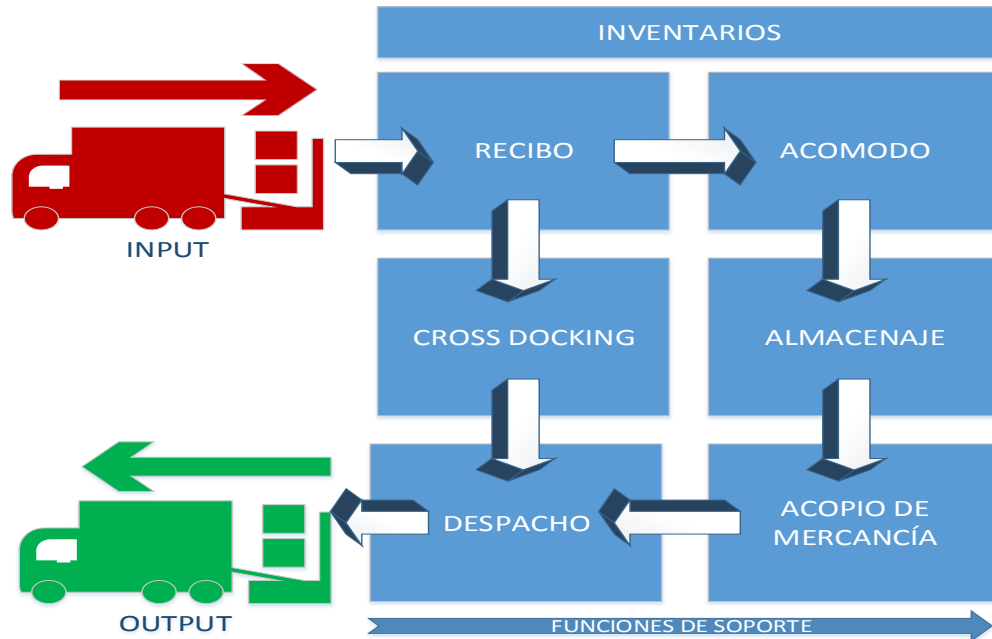 INVENTARIOS
RECIBO
ACOMODO
INPUT
CROSS DOCKING
ALMACENAJE
DESPACHO
ACOPIO DE
MERCANCÍA
OUTPUT
FUNCIONES DE SOPORTE